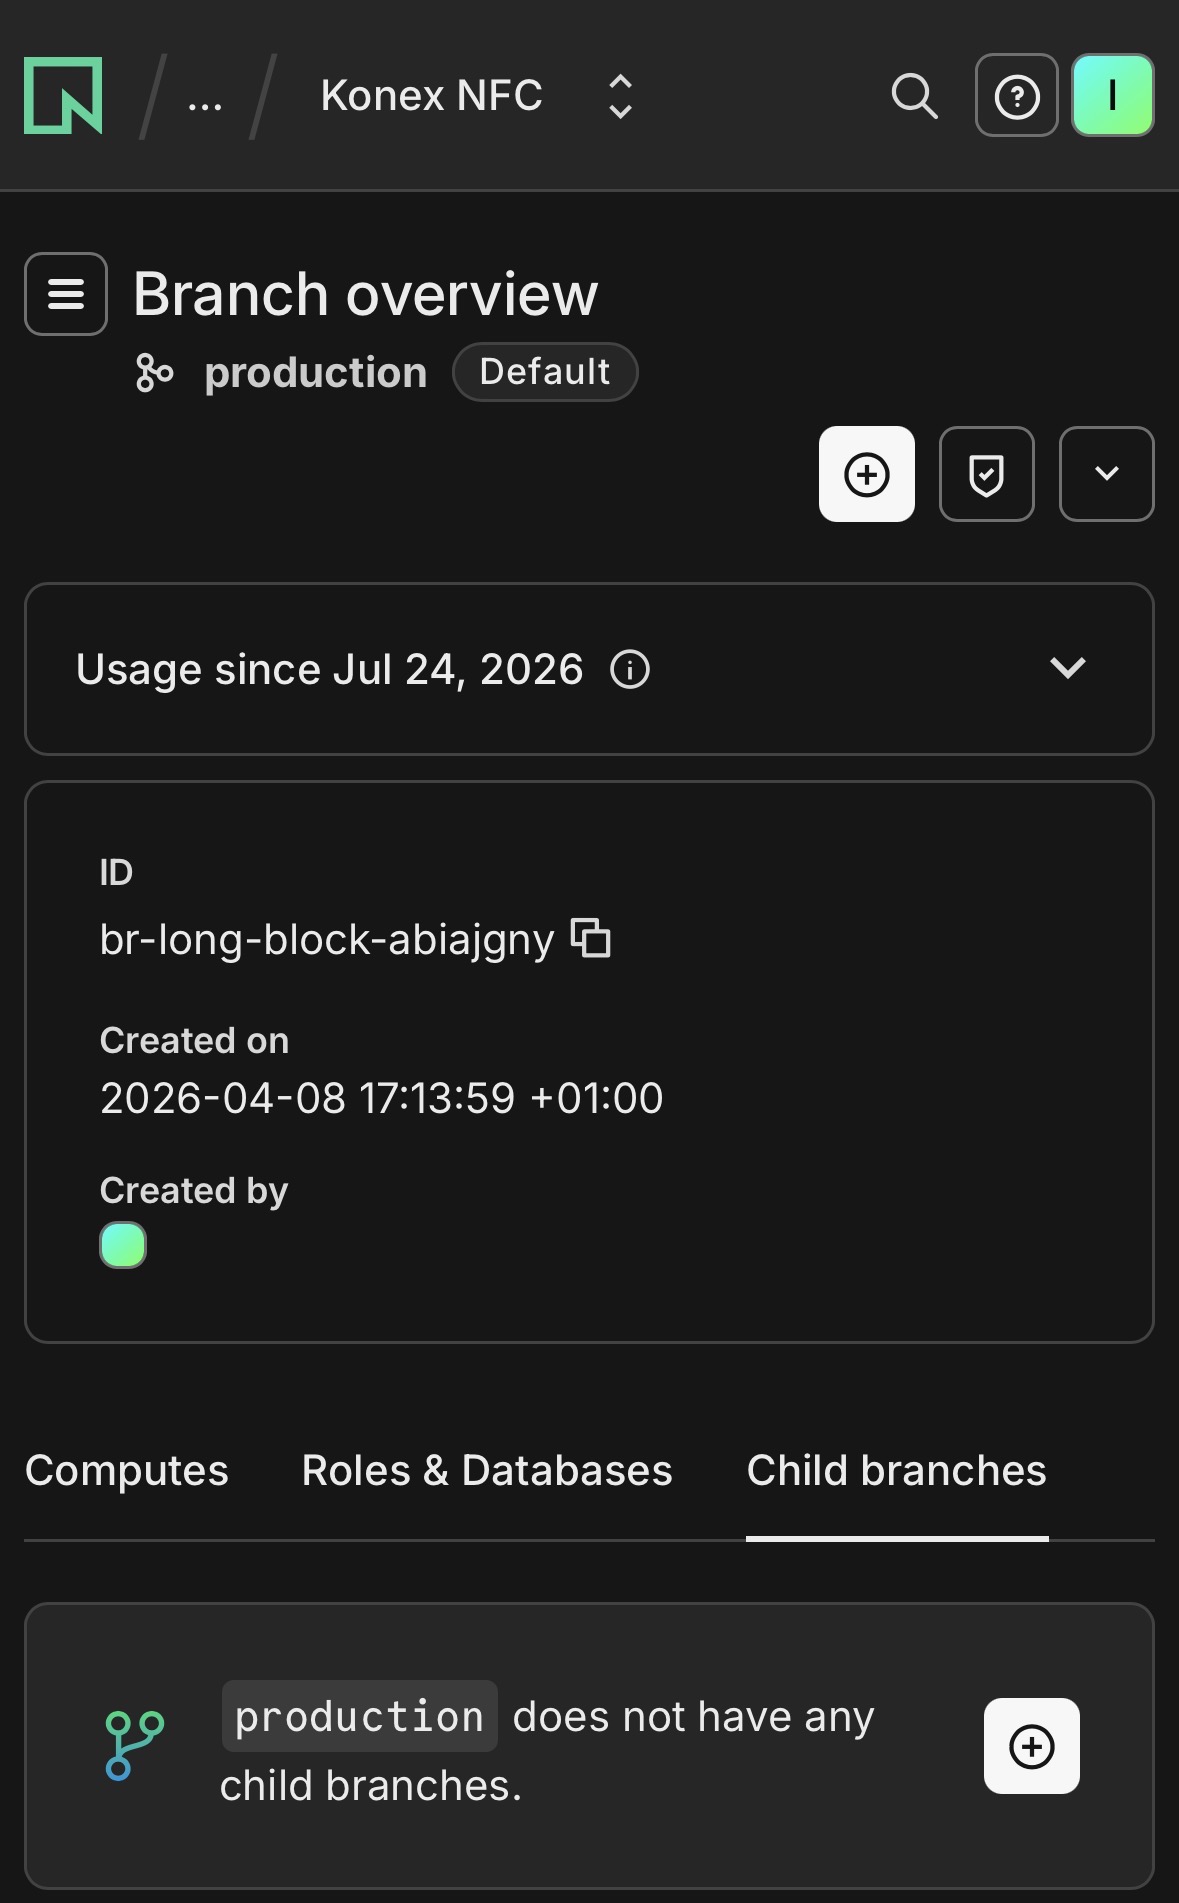 / ... / Konex NFC
I
Branch overview
production Default
Usage since Jul 24, 2026
ID
br-long-block-abiajgny
Created on
2026-04-08 17:13:59 +01:00
Created by
Computes Roles & Databases Child branches
production does not have any
child branches.